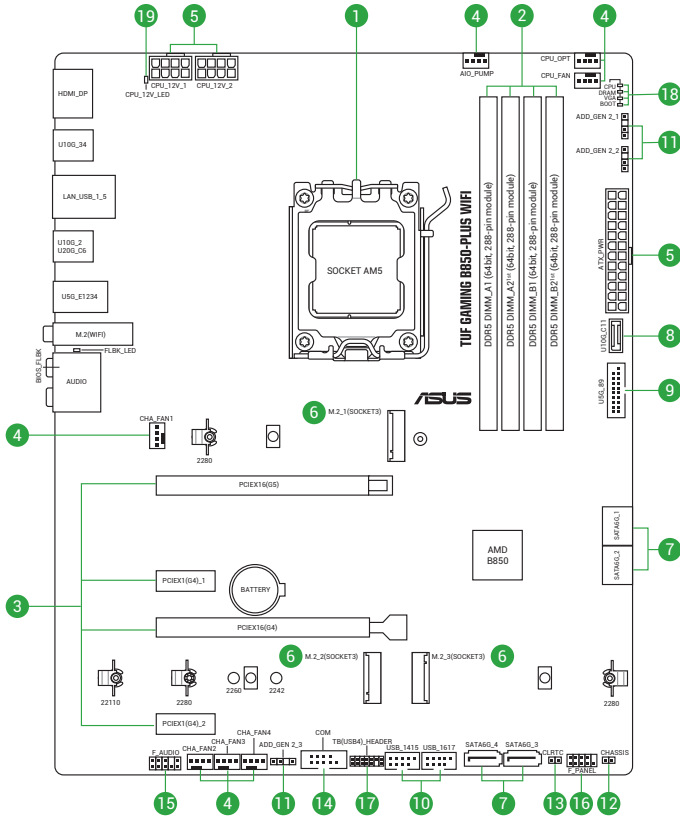 19
5
1
4
2
4
CPU_12V_1
CPU_12V_2
CPU_12V_LED
AIO_PUMP
CPU_OPT
CPU_FAN
CPU
DRAM
VGA
BOOT
18
HDMI_DP
ADD_GEN 2_1
11
ADD_GEN 2_2
U10G_34
LAN_USB_1_5
U10G_2
U20G_C6
U5G_E1234
M.2(WIFI)
FLBK_LED
BIOS_FLBK
AUDIO
SOCKET AM5
TUF GAMING B850-PLUS WIFI
DDR5 DIMM_A1 (64bit, 288-pin module)
DDR5 DIMM_A2¹ˢᵗ (64bit, 288-pin module)
DDR5 DIMM_B1 (64bit, 288-pin module)
DDR5 DIMM_B2¹ˢᵗ (64bit, 288-pin module)
ATX_PWR
5
U10G_C11
8
U5G_89
9
ASUS
CHA_FAN1
4
2280
6
M.2_1(SOCKET3)
PCIEX16(G5)
AMD
B850
SATA6G_1
SATA6G_2
7
3
PCIEX1(G4)_1
BATTERY
PCIEX16(G4)
6
M.2_2(SOCKET3)
M.2_3(SOCKET3)
6
22110
2280
2260
2242
2280
PCIEX1(G4)_2
F_AUDIO
CHA_FAN2
CHA_FAN3
CHA_FAN4
ADD_GEN 2_3
COM
TB(USB4)_HEADER
USB_1415
USB_1617
SATA6G_4
SATA6G_3
CLRTC
F_PANEL
CHASSIS
15
4
11
14
17
10
7
13
16
12